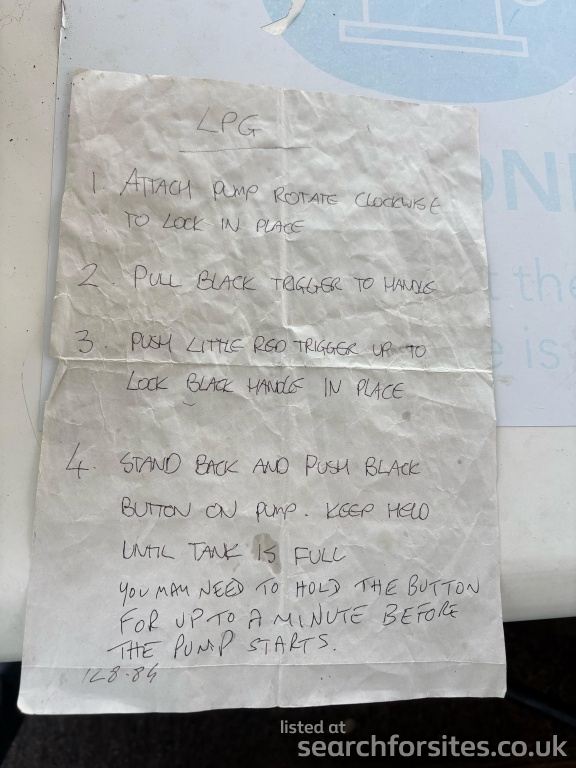 LPG
1 ATTACH PUMP ROTATE CLOCKWISE
TO LOCK IN PLACE
2. PULL BLACK TRIGGER TO HANDLE
3. PUSH LITTLE RED TRIGGER UP TO
LOCK BLACK HANDLE IN PLACE
4. STAND BACK AND PUSH BLACK
BUTTON ON PUMP. KEEP HELD
UNTIL TANK IS FULL
YOU MAY NEED TO HOLD THE BUTTON
FOR UP TO A MINUTE BEFORE
THE PUMP STARTS.
t the
is
listed at
searchforsites.co.uk